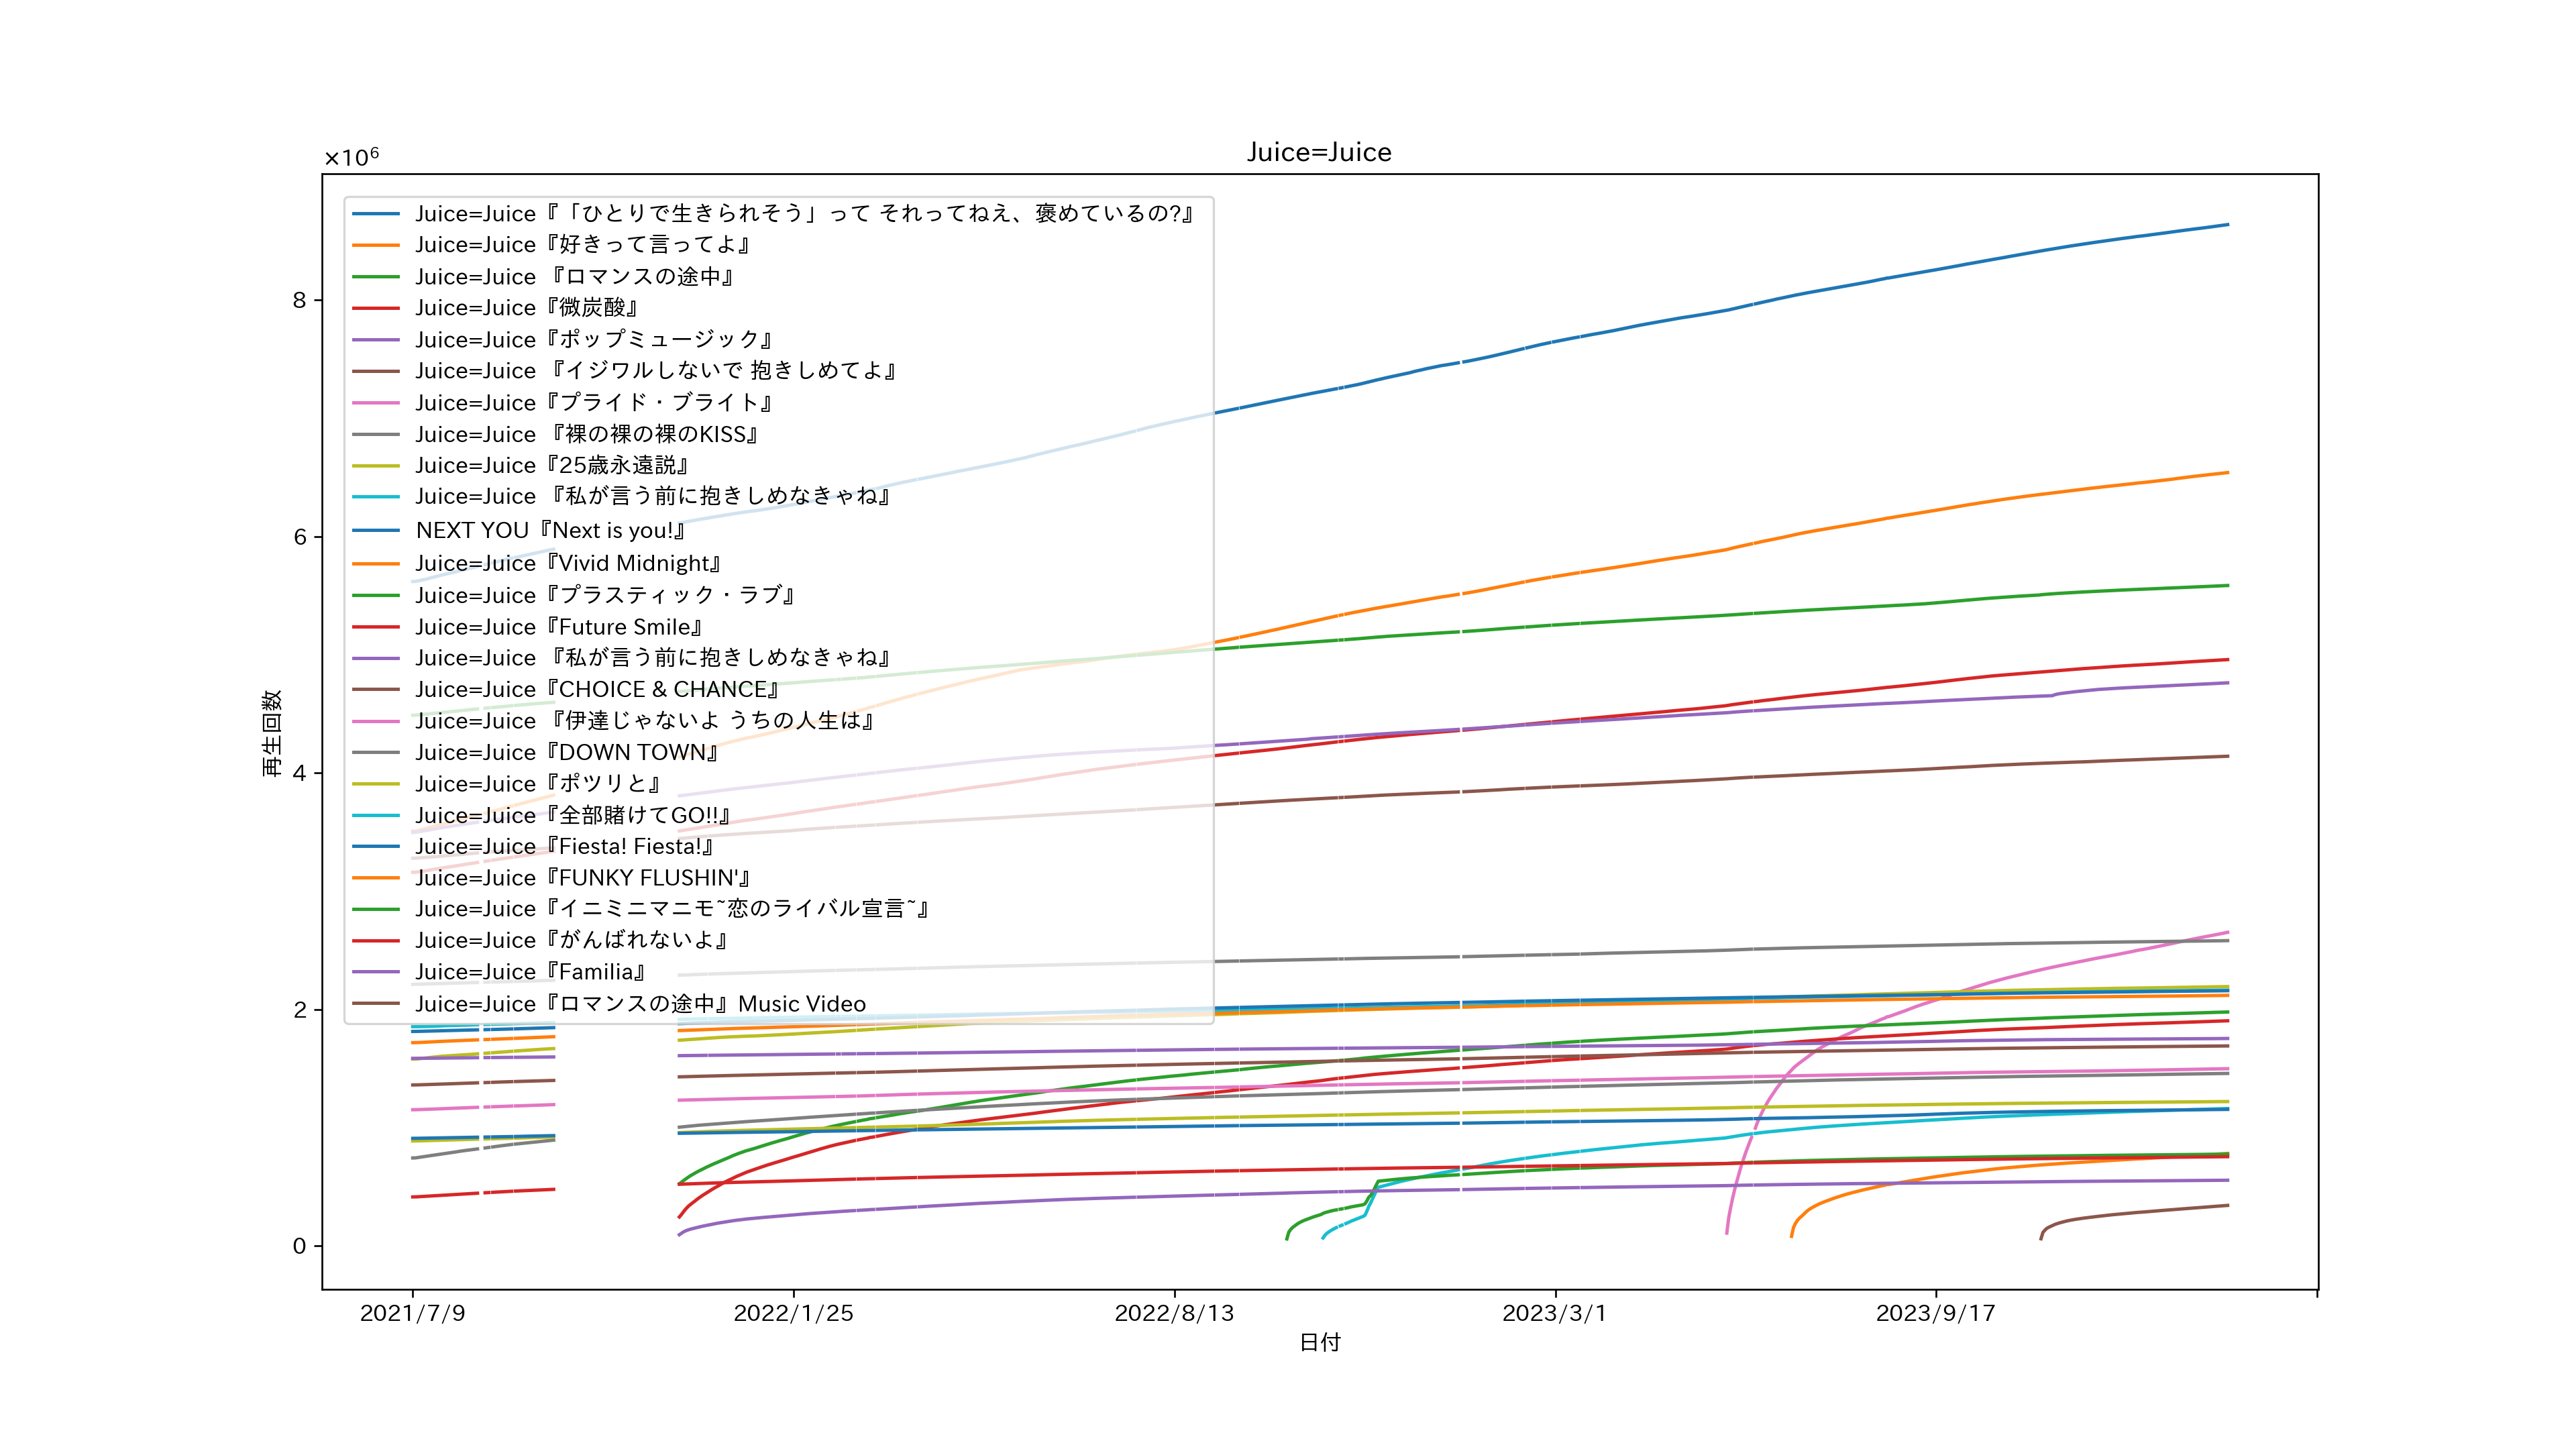 Juice=Juice
×10⁶
Juice=Juice『「ひとりで生きられそう」って それってねえ、褒めているの?』
Juice=Juice『好きって言ってよ』
Juice=Juice 『ロマンスの途中』
Juice=Juice『微炭酸』
Juice=Juice『ポップミュージック』
Juice=Juice 『イジワルしないで 抱きしめてよ』
Juice=Juice『プライド・ブライト』
Juice=Juice 『裸の裸の裸のKISS』
Juice=Juice『25歳永遠説』
Juice=Juice 『私が言う前に抱きしめなきゃね』
NEXT YOU『Next is you!』
Juice=Juice『Vivid Midnight』
Juice=Juice『プラスティック・ラブ』
Juice=Juice『Future Smile』
Juice=Juice 『私が言う前に抱きしめなきゃね』
Juice=Juice『CHOICE & CHANCE』
Juice=Juice『伊達じゃないよ うちの人生は』
Juice=Juice『DOWN TOWN』
Juice=Juice『ポツリと』
Juice=Juice『全部賭けてGO!!』
Juice=Juice『Fiesta! Fiesta!』
Juice=Juice『FUNKY FLUSHIN'』
Juice=Juice『イニミニマニモ~恋のライバル宣言~』
Juice=Juice『がんばれないよ』
Juice=Juice『Familia』
Juice=Juice『ロマンスの途中』Music Video
8
6
4
2
0
再生回数
2021/7/9
2022/1/25
2022/8/13
2023/3/1
2023/9/17
日付